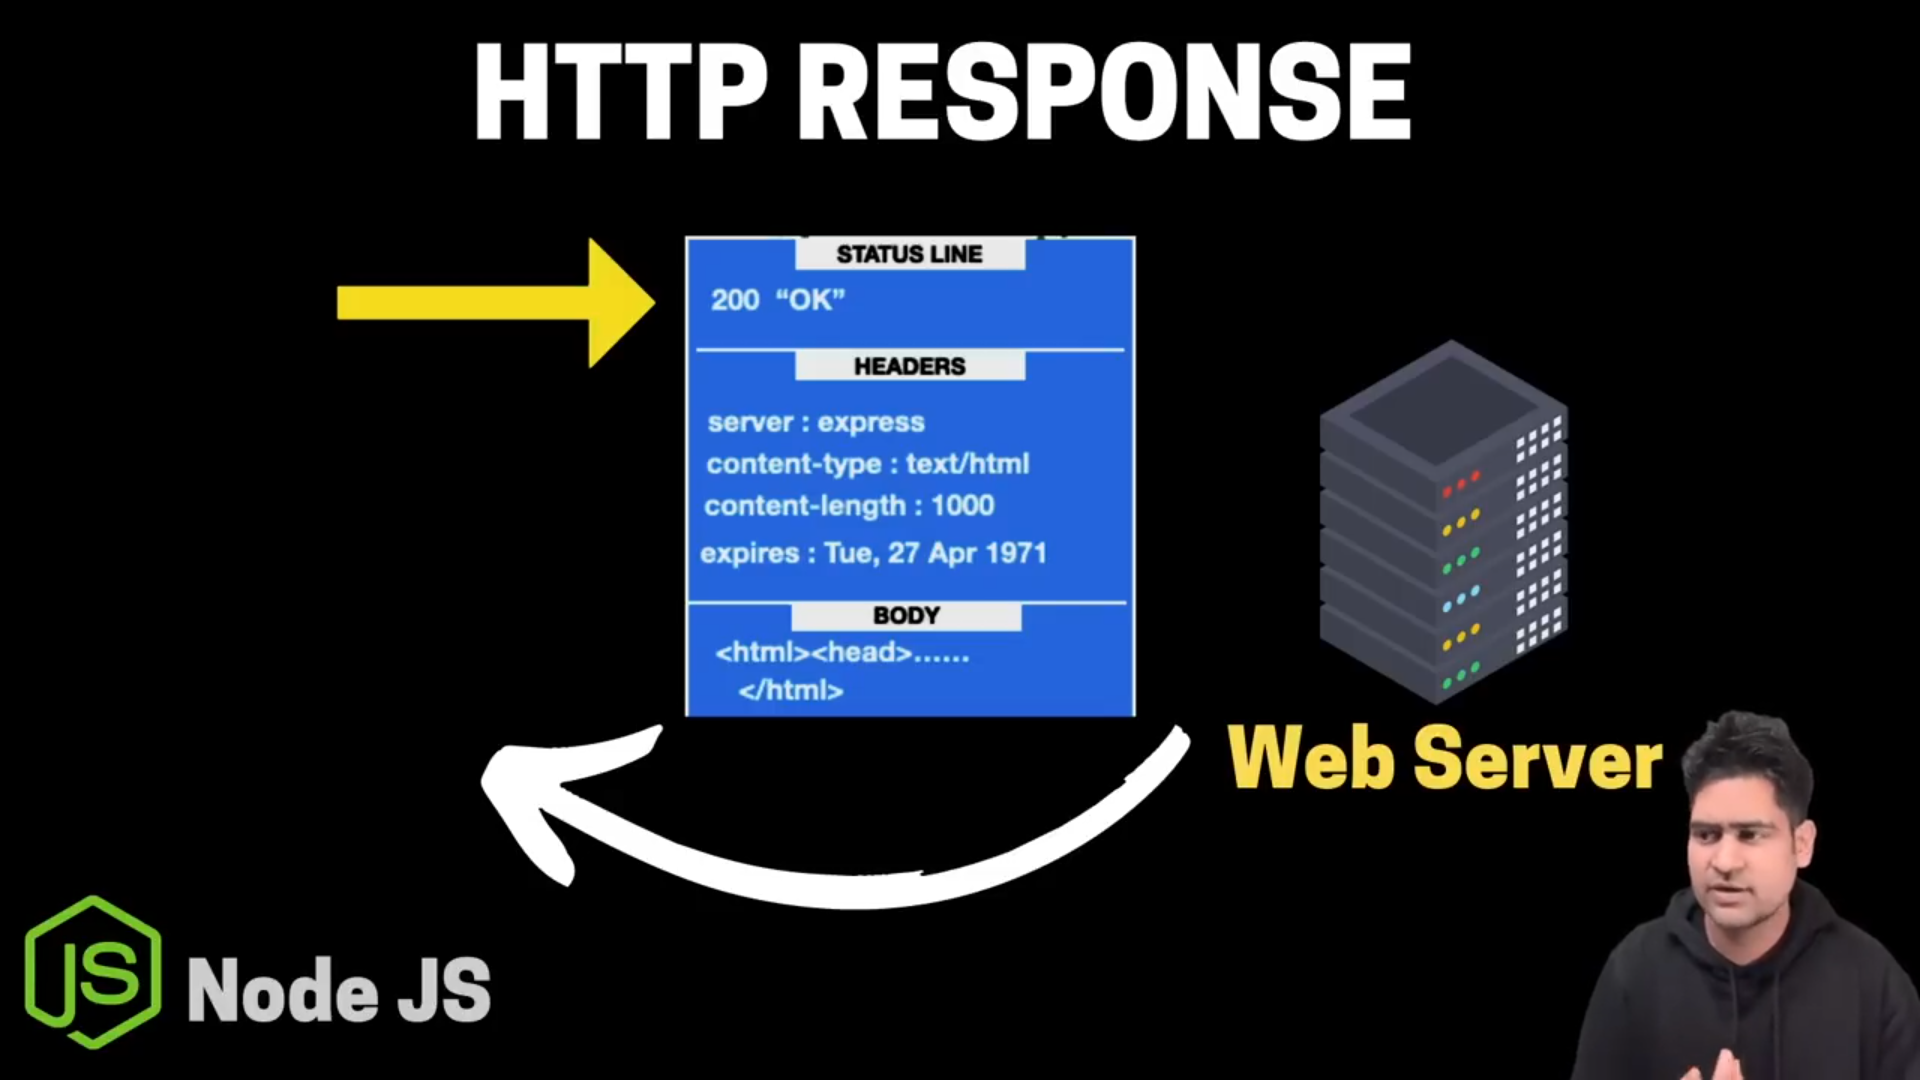 HTTP RESPONSE
STATUS LINE
200 “OK”
HEADERS
server : express
content-type : text/html
content-length : 1000
expires : Tue, 27 Apr 1971
BODY
<html><head>......
</html>
Web Server
JS Node JS